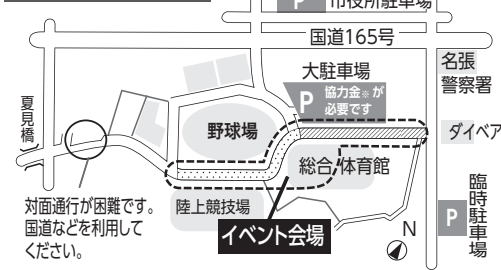 P 市役所駐車場
国道165号
大駐車場
P 協力金※が
必要です
名張
警察署
夏見橋
野球場
ダイベア
総合体育館
対面通行が困難です。
国道などを利用して
ください。
陸上競技場
イベント会場
N
P 臨時駐車場